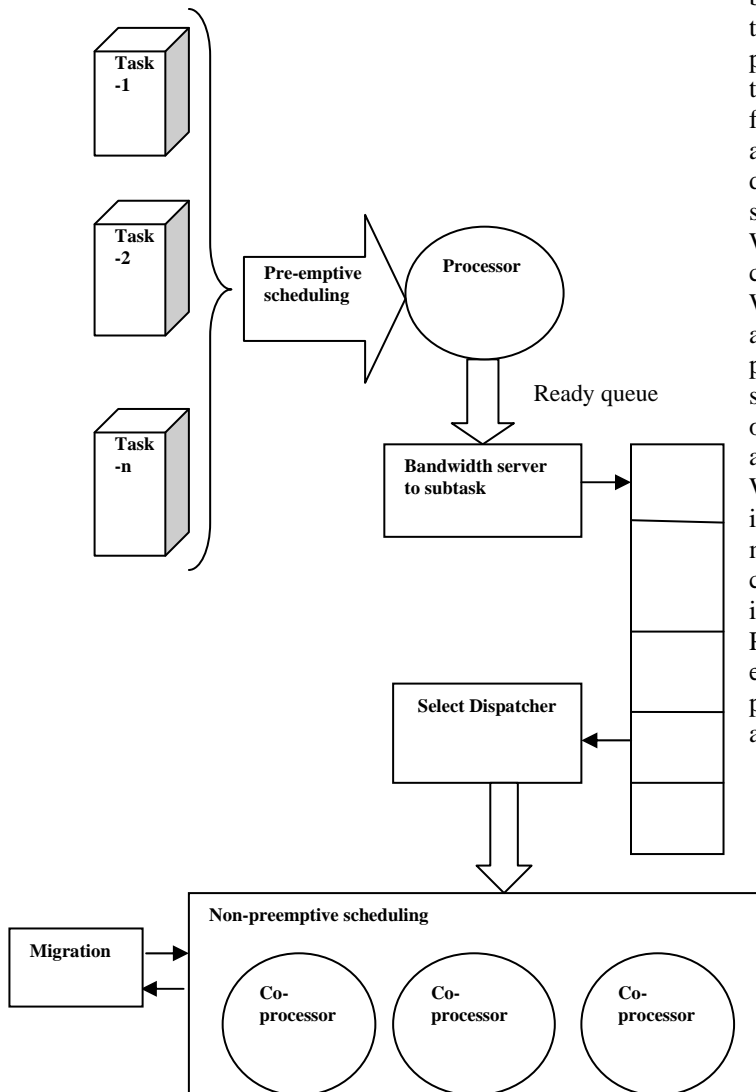 Task
-1
Task
-2
Pre-emptive
scheduling
Processor
Ready queue
Task
-n
Bandwidth server
to subtask
Select Dispatcher
Non-preemptive scheduling
Migration
Co-
processor
Co-
processor
Co-
processor